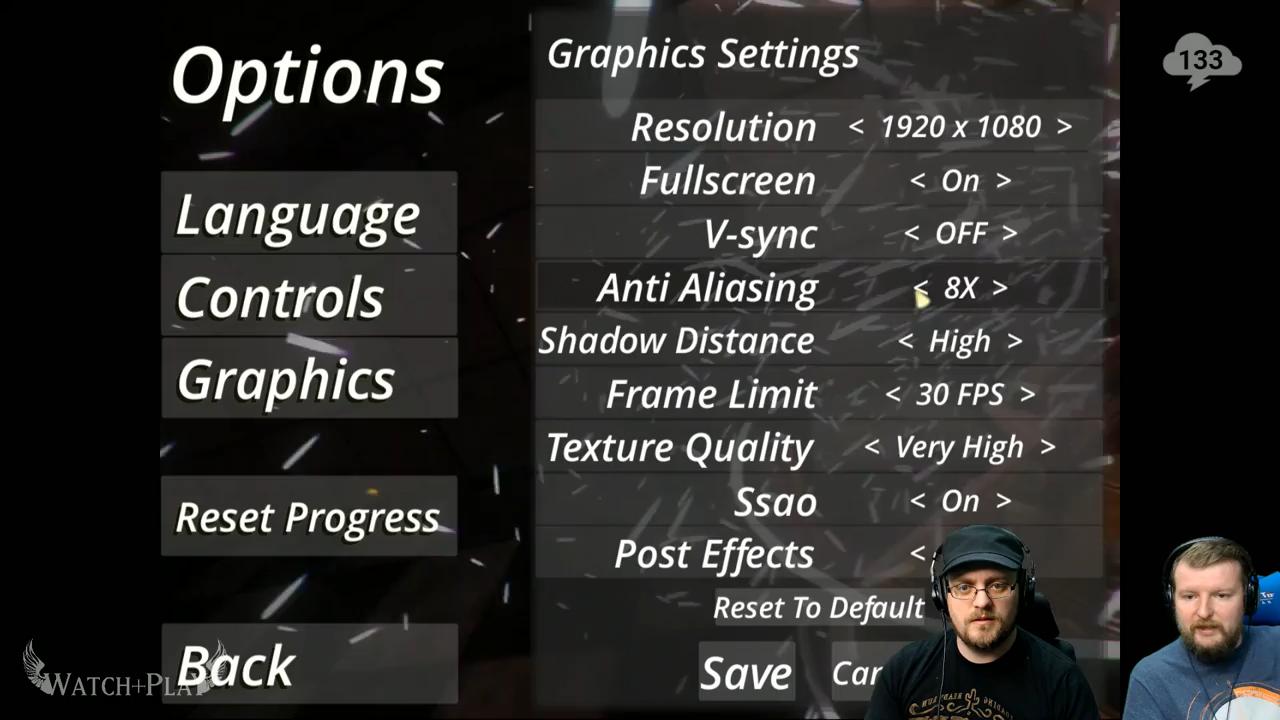 Options
Language
Controls
Graphics
Reset Progress
Back
WATCH+PLAY
Graphics Settings
Resolution < 1920 x 1080 >
Fullscreen < On >
V-sync < OFF >
Anti Aliasing < 8X >
Shadow Distance < High >
Frame Limit < 30 FPS >
Texture Quality < Very High >
Ssao < On >
Post Effects <
Reset To Default
Save
133